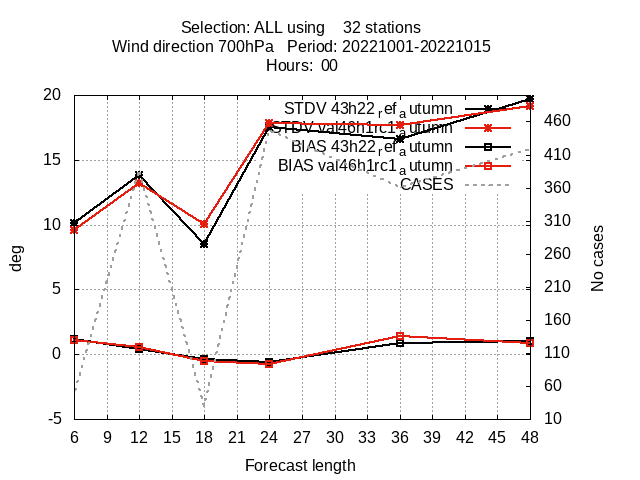 Selection: ALL using    32 stations
Wind direction 700hPa   Period: 20221001-20221015
Hours: 00
STDV 43h22_ref_autumn
STDV val46h1rc1_autumn
BIAS 43h22_ref_autumn
BIAS val46h1rc1_autumn
CASES
20
15
10
5
0
-5
deg
460
410
360
310
260
210
160
110
60
10
No cases
6 9 12 15 18 21 24 27 30 33 36 39 42 45 48
Forecast length